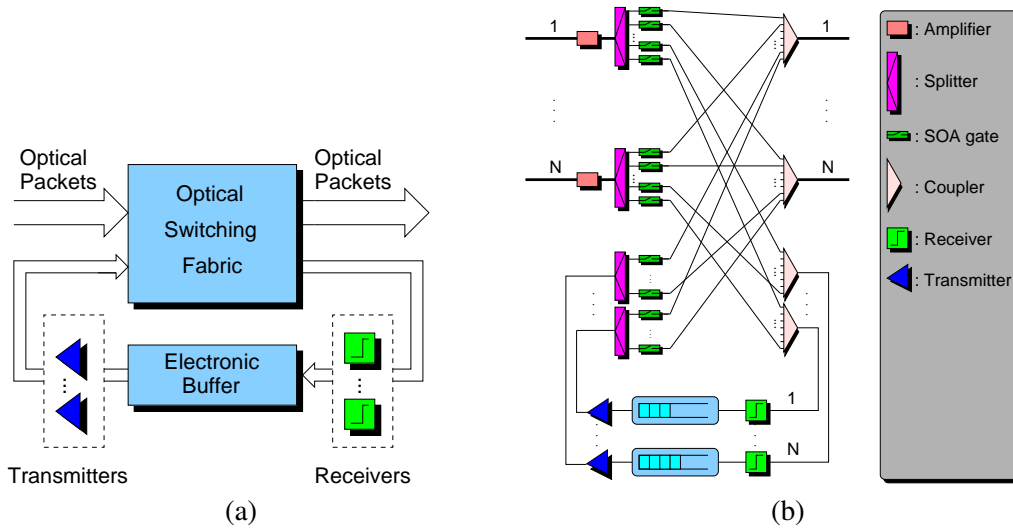 Optical
Packets
Optical
Packets
Optical
Switching
Fabric
Electronic
Buffer
Transmitters
Receivers
(a)
1
1
N
N
1
N
(b)
: Amplifier
: Splitter
: SOA gate
: Coupler
: Receiver
: Transmitter